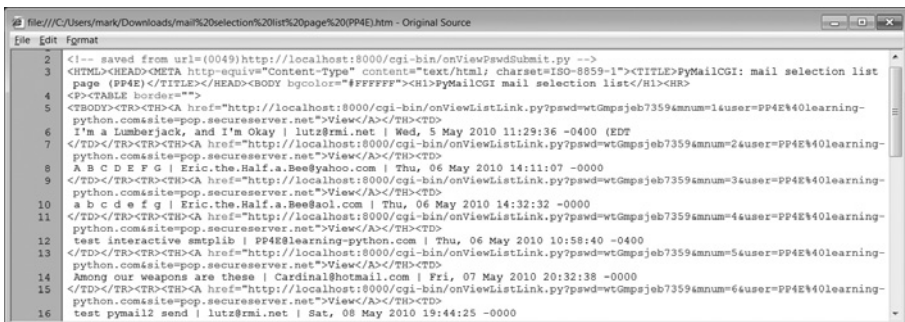 file:///C:/Users/mark/Downloads/mail%20selection%20list%20page%20(PP4E).htm - Original Source
File Edit Format
2 <!-- saved from url=(0049)http://localhost:8000/cgi-bin/onViewPswdSubmit.py -->
3 <HTML><HEAD><META http-equiv="Content-Type" content="text/html; charset=ISO-8859-1"><TITLE>PyMailCGI: mail selection list
page (PP4E)</TITLE></HEAD><BODY bgcolor="#FFFFFF"><H1>PyMailCGI mail selection list</H1><HR>
4 <P><TABLE border="">
5 <TBODY><TR><TH><A href="http://localhost:8000/cgi-bin/onViewListLink.py?pswd=wtGmpsjeb7359&mnum=1&user=PP4E%40learning-
python.com&site=pop.secureserver.net">View</A></TH><TD>
6 I'm a Lumberjack, and I'm Okay | lutz@rmi.net | Wed, 5 May 2010 11:29:36 -0400 (EDT
7 </TD></TR><TR><TH><A href="http://localhost:8000/cgi-bin/onViewListLink.py?pswd=wtGmpsjeb7359&mnum=2&user=PP4E%40learning-
python.com&site=pop.secureserver.net">View</A></TH><TD>
8 A B C D E F G | Eric.the.Half.a.Bee@yahoo.com | Thu, 06 May 2010 14:11:07 -0000
9 </TD></TR><TR><TH><A href="http://localhost:8000/cgi-bin/onViewListLink.py?pswd=wtGmpsjeb7359&mnum=3&user=PP4E%40learning-
python.com&site=pop.secureserver.net">View</A></TH><TD>
10 a b c d e f g | Eric.the.Half.a.Bee@aol.com | Thu, 06 May 2010 14:32:32 -0000
11 </TD></TR><TR><TH><A href="http://localhost:8000/cgi-bin/onViewListLink.py?pswd=wtGmpsjeb7359&mnum=4&user=PP4E%40learning-
python.com&site=pop.secureserver.net">View</A></TH><TD>
12 test interactive smtplib | PP4E@learning-python.com | Thu, 06 May 2010 10:58:40 -0400
13 </TD></TR><TR><TH><A href="http://localhost:8000/cgi-bin/onViewListLink.py?pswd=wtGmpsjeb7359&mnum=5&user=PP4E%40learning-
python.com&site=pop.secureserver.net">View</A></TH><TD>
14 Among our weapons are these | Cardinal@hotmail.com | Fri, 07 May 2010 20:32:38 -0000
15 </TD></TR><TR><TH><A href="http://localhost:8000/cgi-bin/onViewListLink.py?pswd=wtGmpsjeb7359&mnum=6&user=PP4E%40learning-
python.com&site=pop.secureserver.net">View</A></TH><TD>
16 test pymail2 send | lutz@rmi.net | Sat, 08 May 2010 19:44:25 -0000